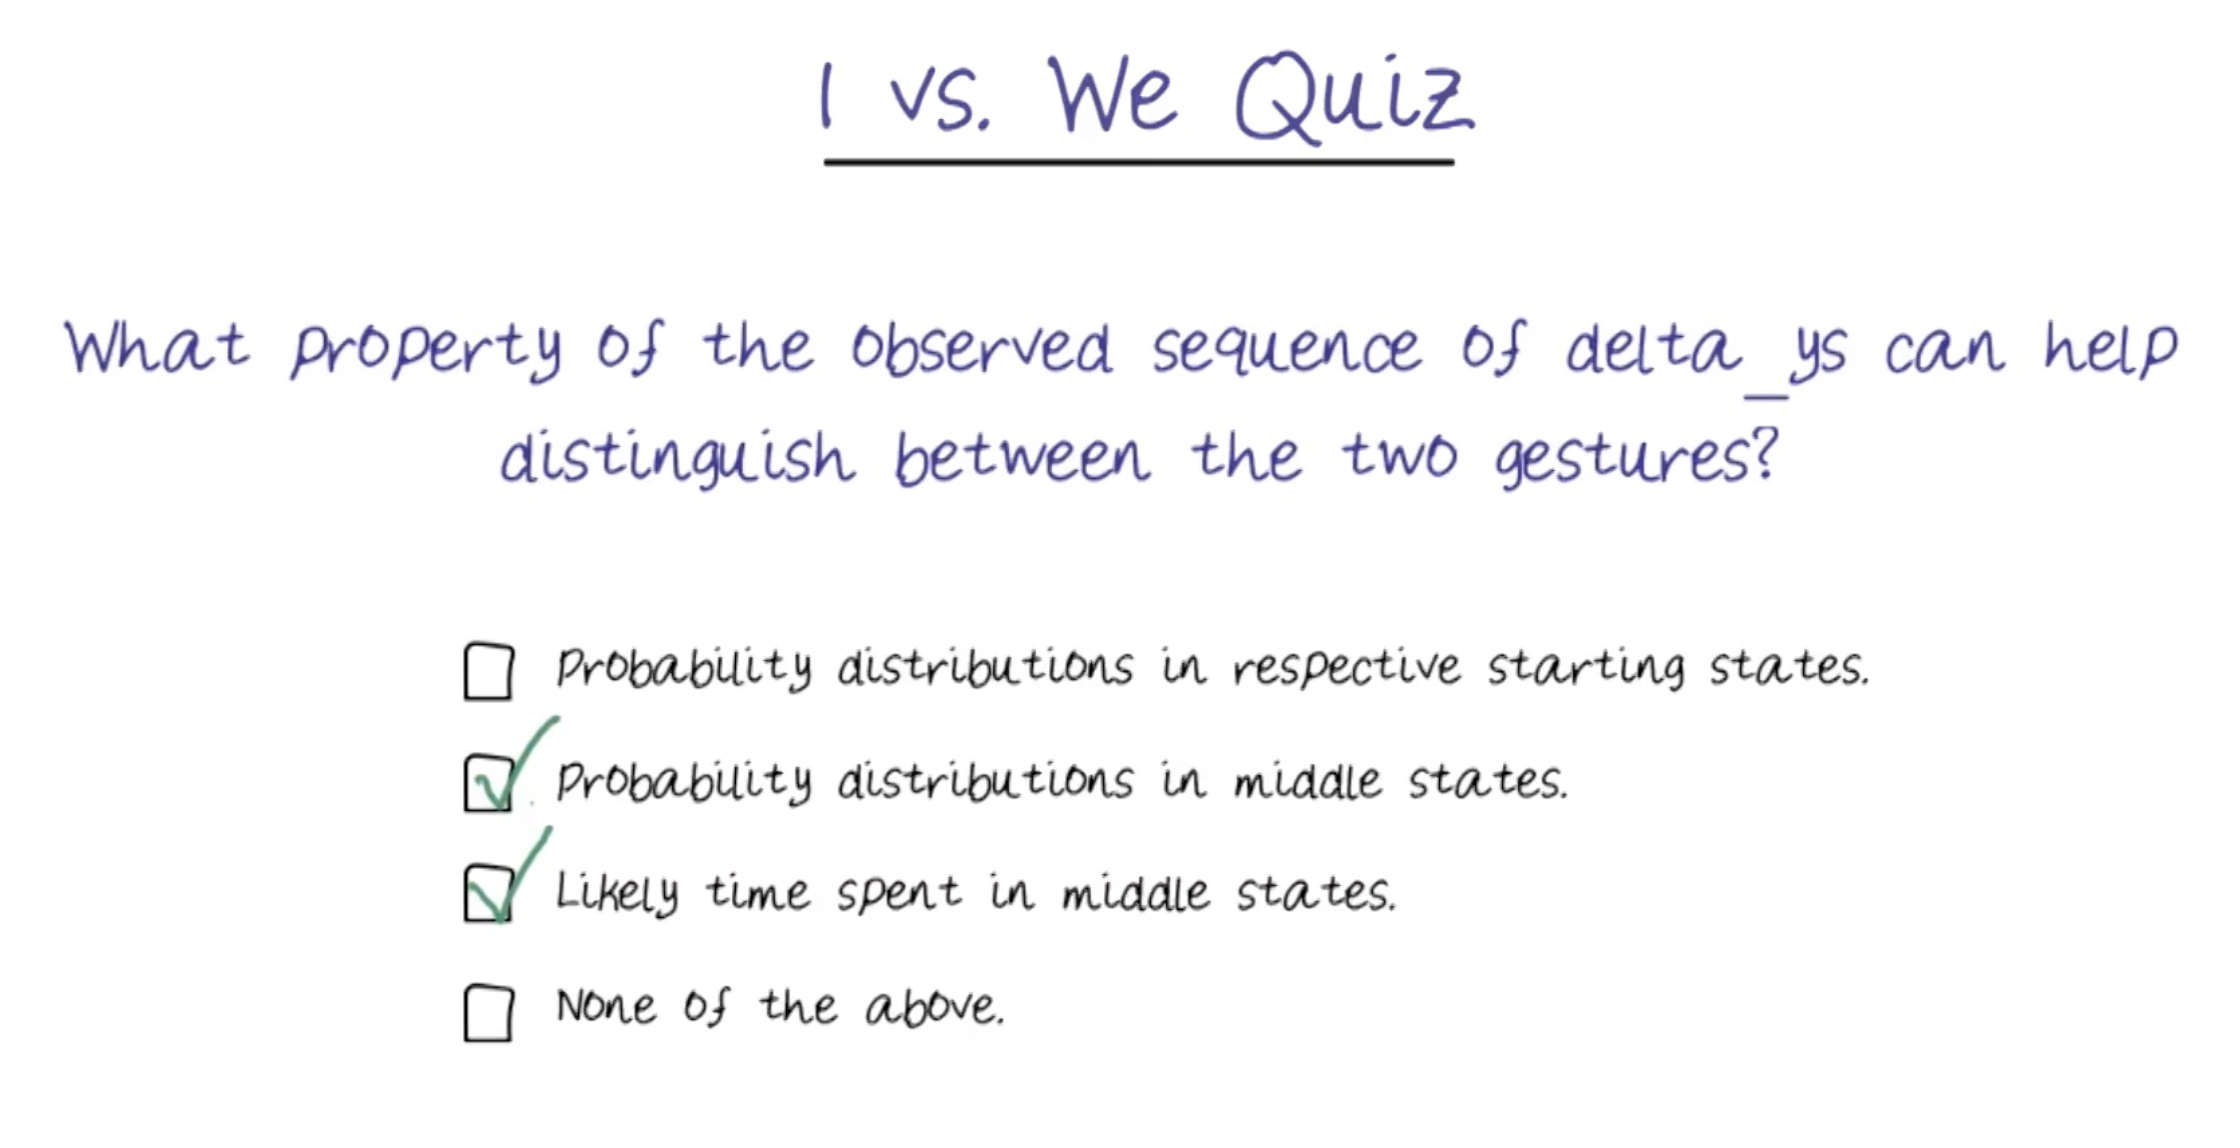 I vs. We Quiz
What property of the observed sequence of delta_ys can help
distinguish between the two gestures?
Probability distributions in respective starting states.
Probability distributions in middle states.
Likely time spent in middle states.
None of the above.